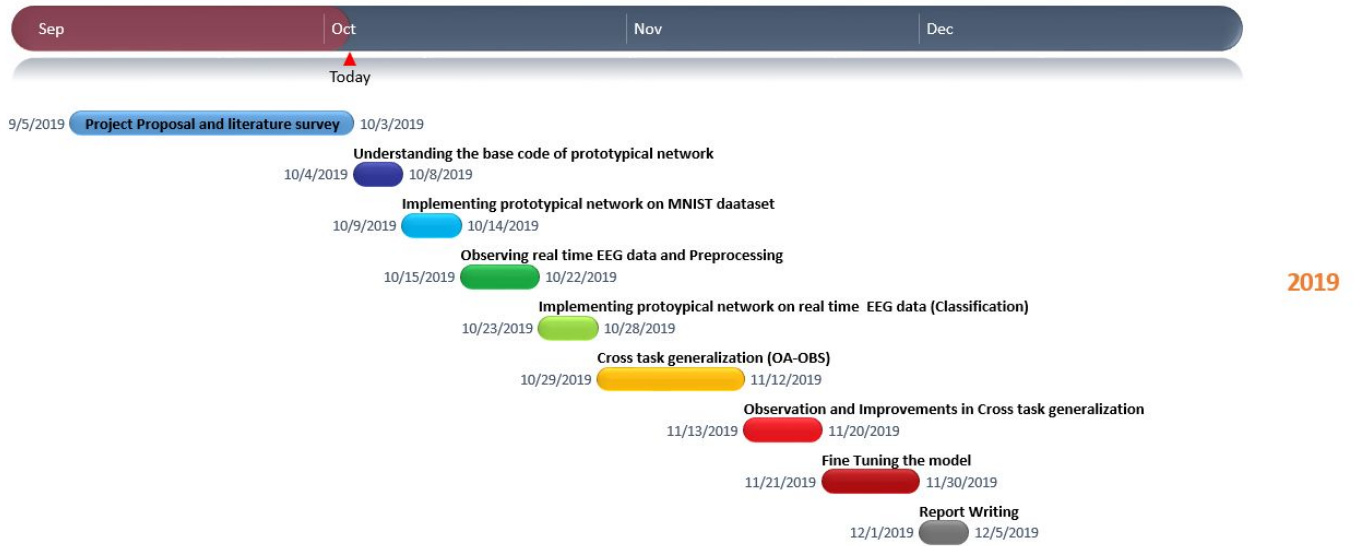 Sep Oct Nov Dec
Today
9/5/2019 Project Proposal and literature survey 10/3/2019
Understanding the base code of prototypical network
10/4/2019 10/8/2019
Implementing prototypical network on MNIST daataset
10/9/2019 10/14/2019
Observing real time EEG data and Preprocessing
10/15/2019 10/22/2019
2019
Implementing protoypical network on real time EEG data (Classification)
10/23/2019 10/28/2019
Cross task generalization (OA-OBS)
10/29/2019 11/12/2019
Observation and Improvements in Cross task generalization
11/13/2019 11/20/2019
Fine Tuning the model
11/21/2019 11/30/2019
Report Writing
12/1/2019 12/5/2019